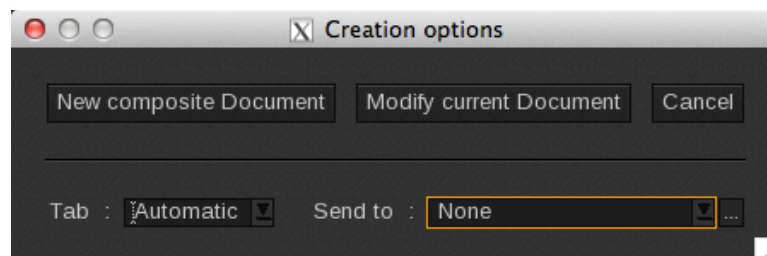 Creation options
New composite Document Modify current Document Cancel
Tab : Automatic Send to : None ...